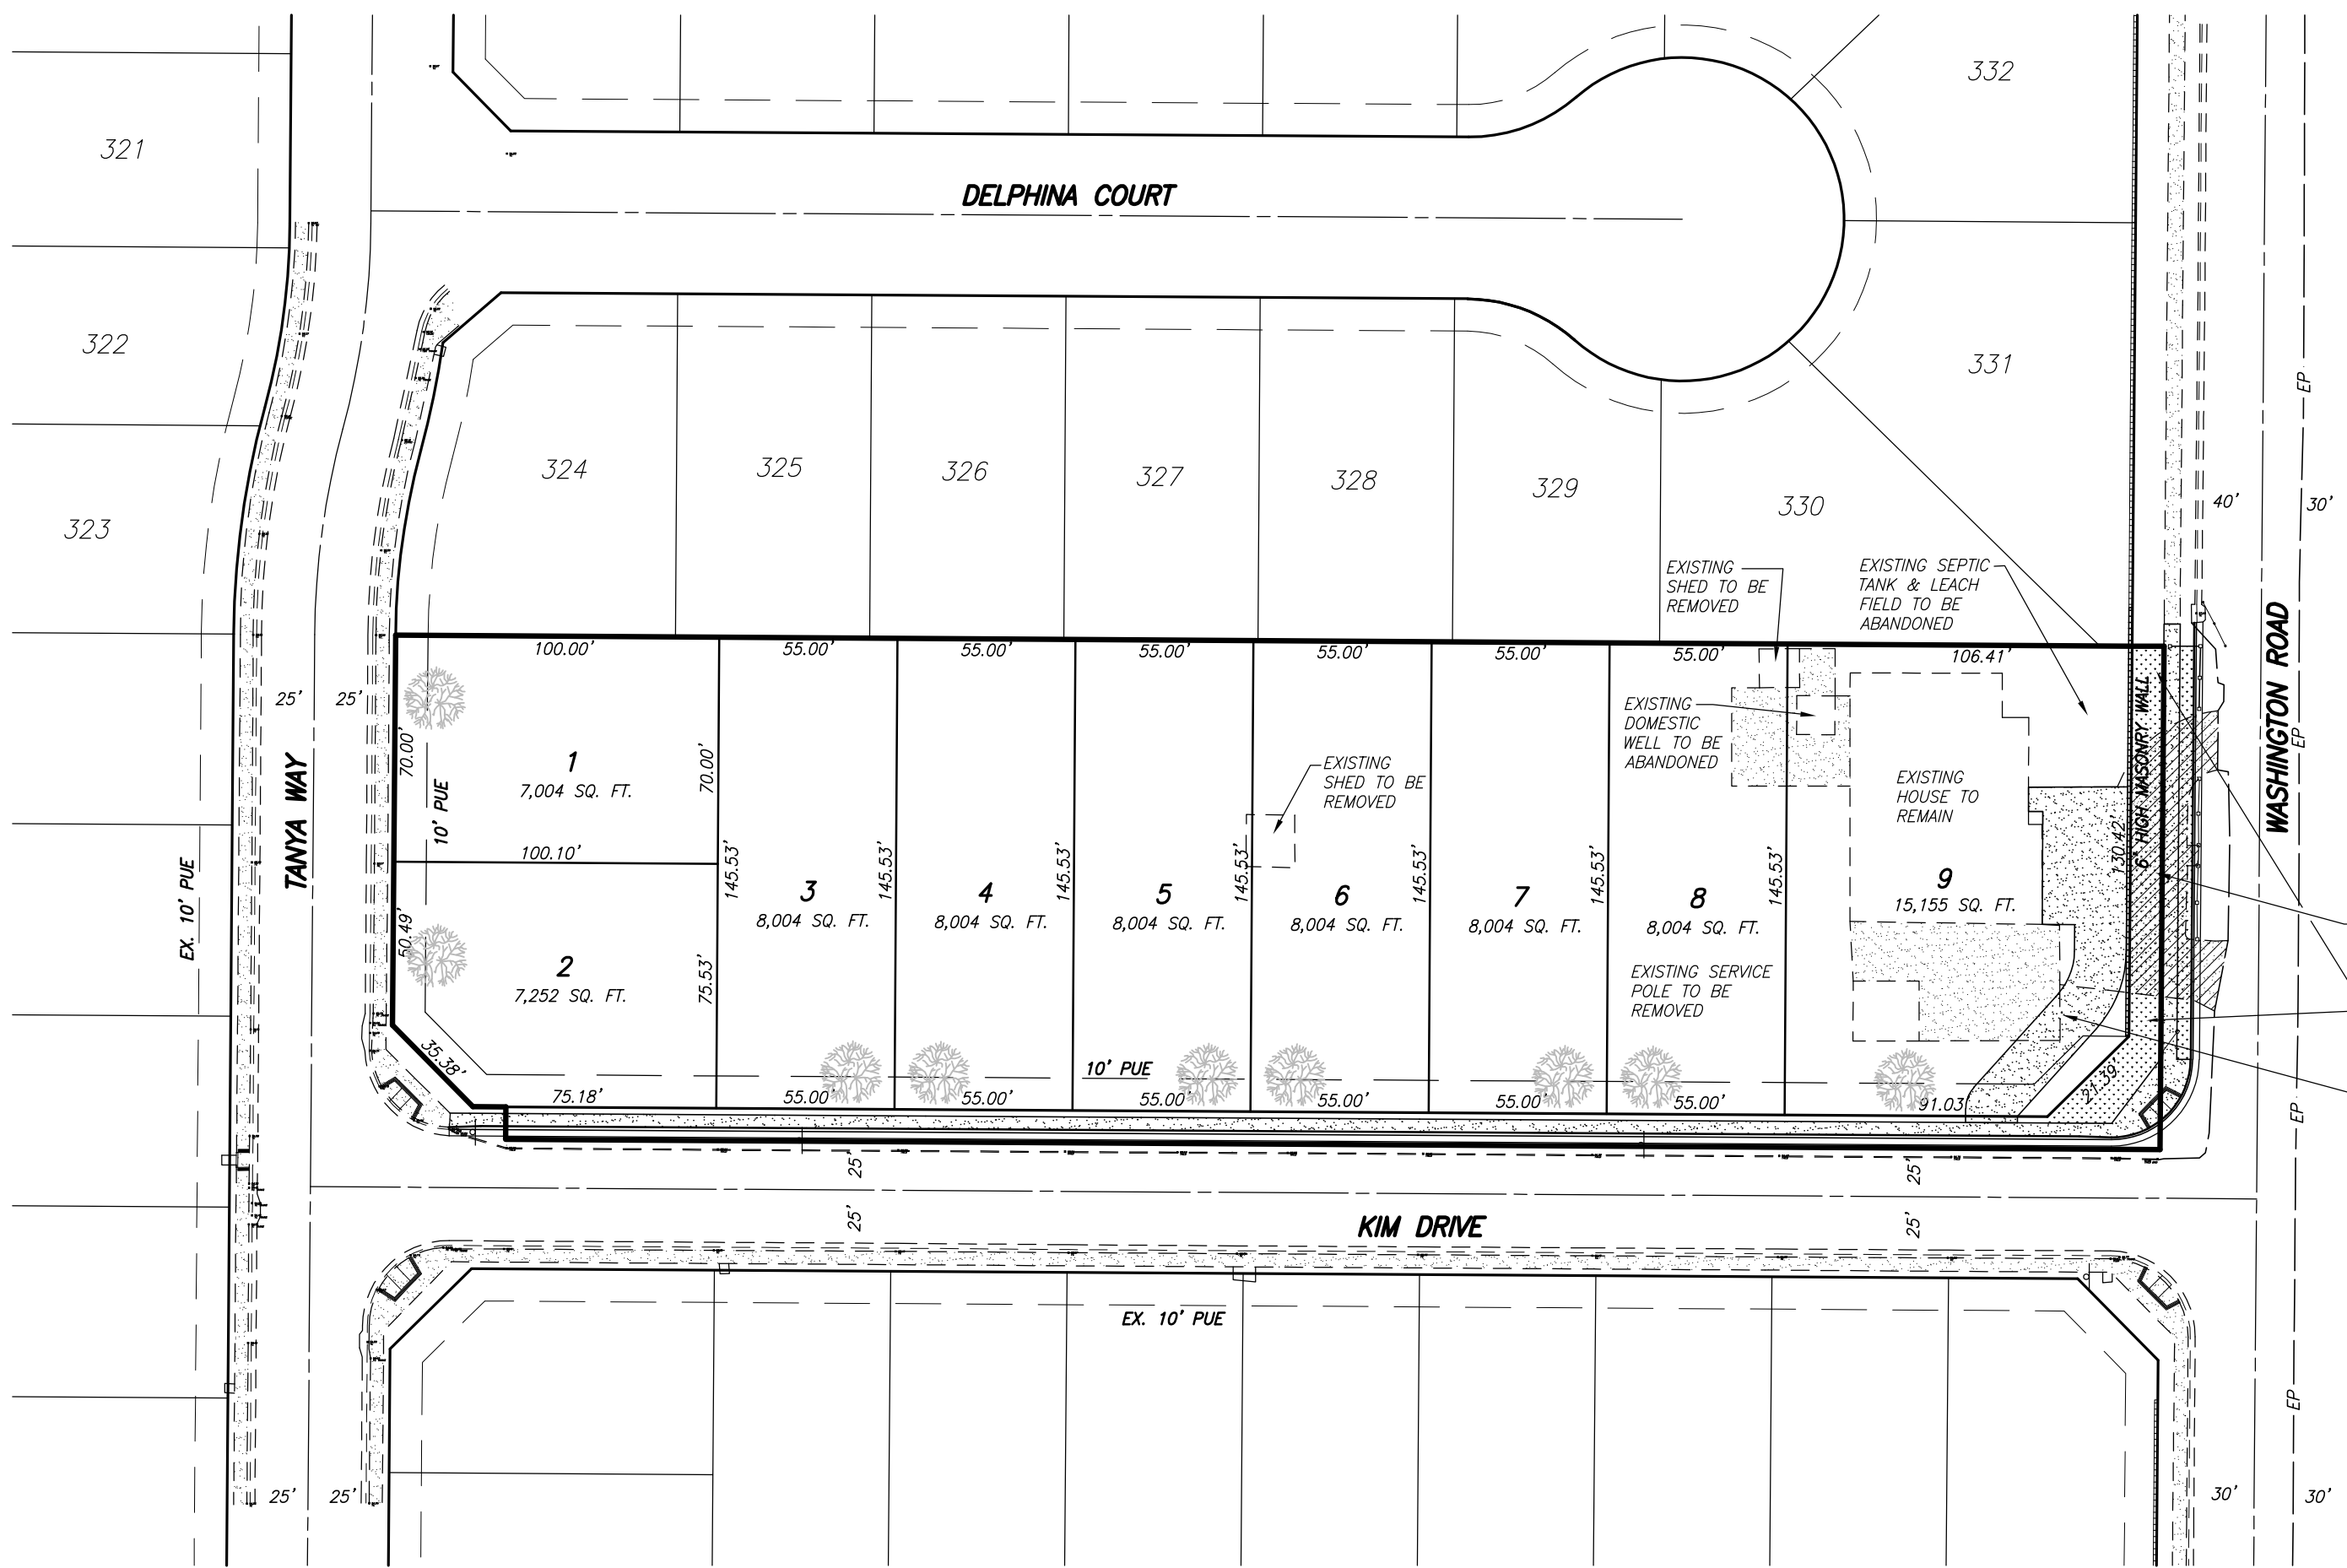 332
321
DELPHINA COURT
322
331
EP
324
325
326
327
328
329
330
323
40'
30'
EXISTING
SHED TO BE
REMOVED
EXISTING SEPTIC
TANK & LEACH
FIELD TO BE
ABANDONED
WASHINGTON ROAD
EP
100.00'
55.00'
55.00'
55.00'
55.00'
55.00'
55.00'
106.41'
25'
25'
TANYA WAY
70.00'
10' PUE
1
7,004 SQ. FT.
70.00'
EXISTING
DOMESTIC
WELL TO BE
ABANDONED
EXISTING
SHED TO BE
REMOVED
EXISTING
HOUSE TO
REMAIN
6' HIGH MASONRY WALL
130.42'
100.10'
EX. 10' PUE
145.53'
145.53'
145.53'
145.53'
145.53'
145.53'
145.53'
3
8,004 SQ. FT.
4
8,004 SQ. FT.
5
8,004 SQ. FT.
6
8,004 SQ. FT.
7
8,004 SQ. FT.
8
8,004 SQ. FT.
9
15,155 SQ. FT.
50.49'
2
7,252 SQ. FT.
75.53'
EXISTING SERVICE
POLE TO BE
REMOVED
35.38'
10' PUE
21.39
75.18'
55.00'
55.00'
55.00'
55.00'
55.00'
55.00'
91.03
EP
25'
25'
25'
25'
KIM DRIVE
EX. 10' PUE
EP
25'
25'
30'
30'